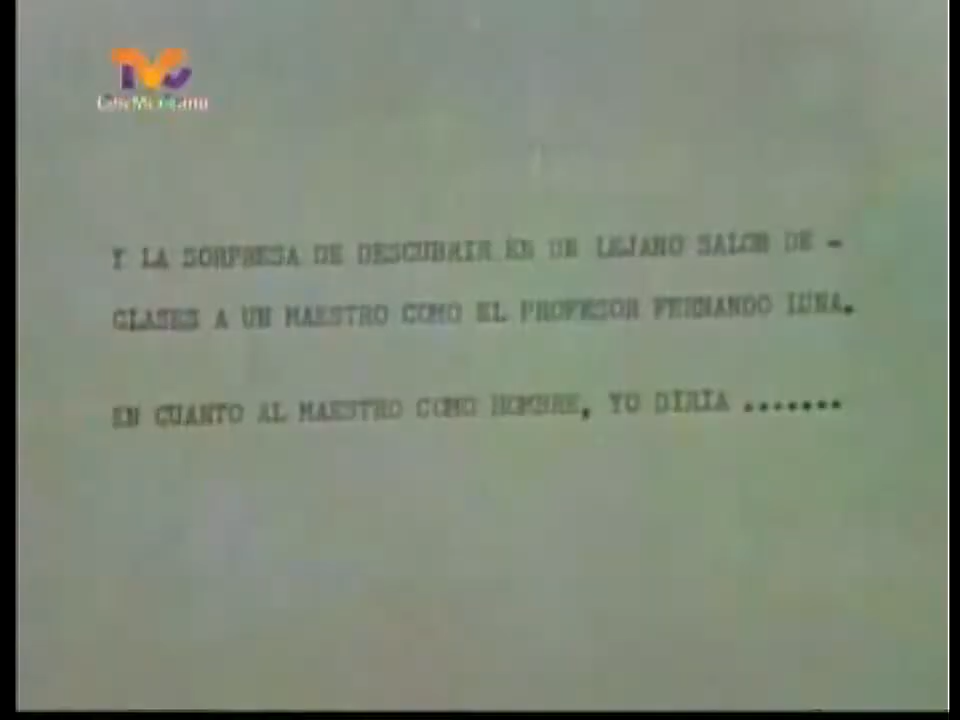 CineMexicano
Y LA SORPRESA DE DESCUBRIR EN UN LEJANO SALON DE -
CLASES A UN MAESTRO COMO EL PROFESOR FERNANDO LUNA.
EN CUANTO AL MAESTRO COMO HOMBRE, YO DIRIA .......